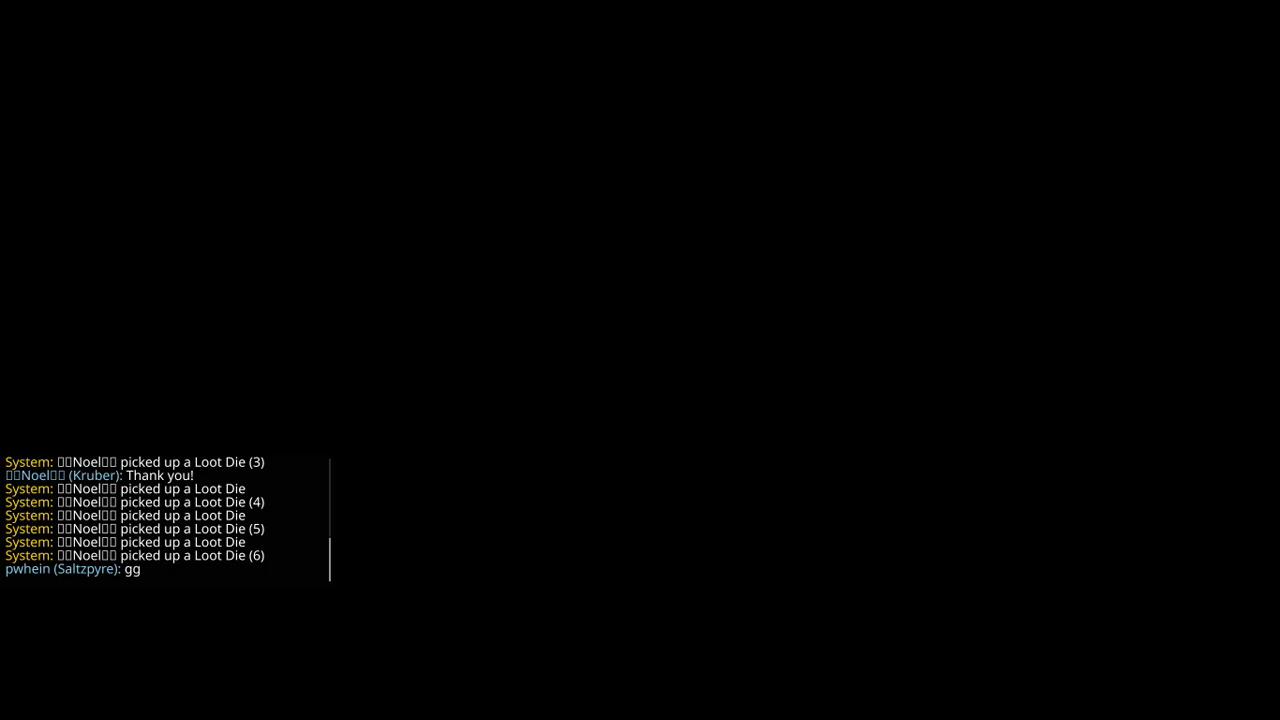 System: ▯▯Noel▯▯ picked up a Loot Die (3)
▯▯Noel▯▯ (Kruber): Thank you!
System: ▯▯Noel▯▯ picked up a Loot Die
System: ▯▯Noel▯▯ picked up a Loot Die (4)
System: ▯▯Noel▯▯ picked up a Loot Die
System: ▯▯Noel▯▯ picked up a Loot Die (5)
System: ▯▯Noel▯▯ picked up a Loot Die
System: ▯▯Noel▯▯ picked up a Loot Die (6)
pwhein (Saltzpyre): gg